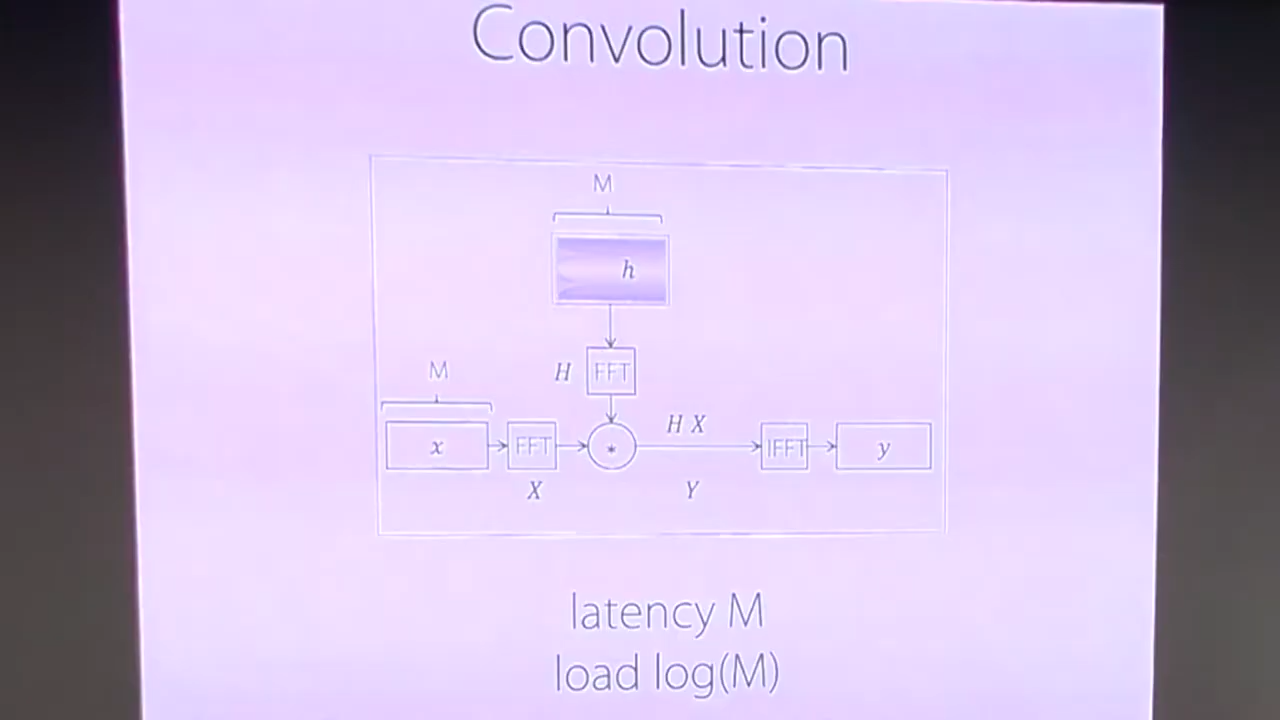 Convolution
M
h
H FFT
M
x FFT * H X IFFT y
X Y
latency M
load log(M)